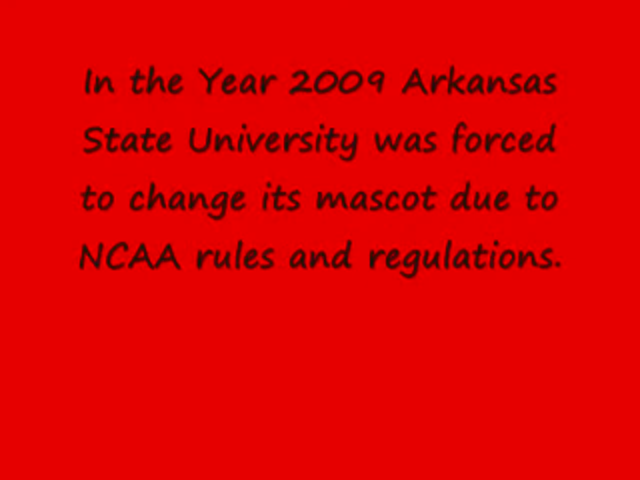 In the Year 2009 Arkansas
State University was forced
to change its mascot due to
NCAA rules and regulations.